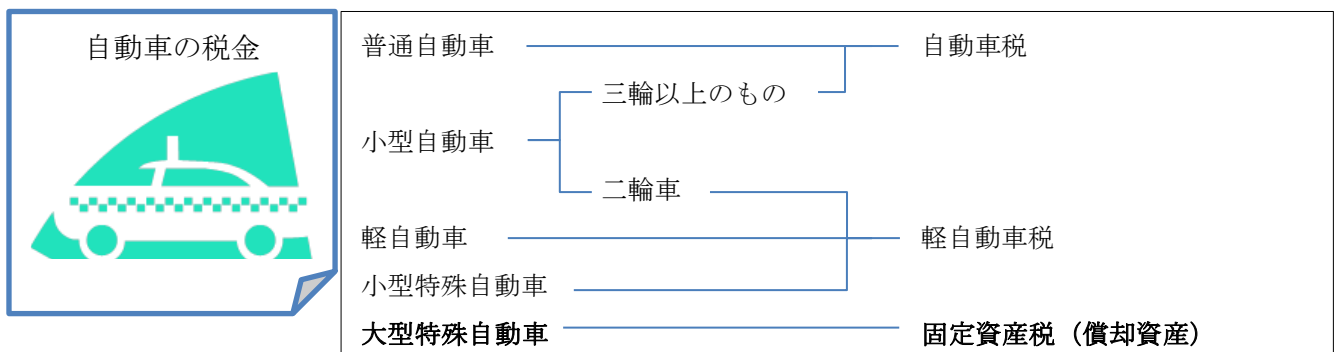 自動車の税金
普通自動車 自動車税
三輪以上のもの
小型自動車
二輪車
軽自動車 軽自動車税
小型特殊自動車
大型特殊自動車 固定資産税（償却資産）